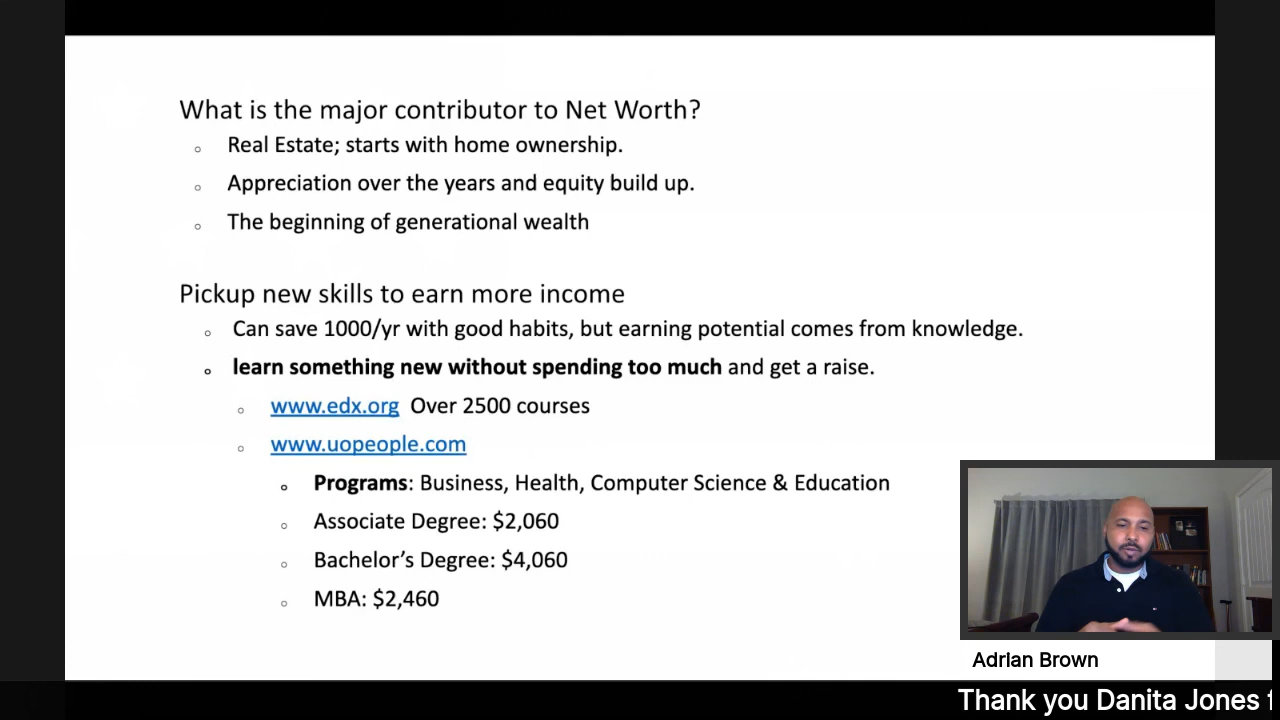 What is the major contributor to Net Worth?
Real Estate; starts with home ownership.
Appreciation over the years and equity build up.
The beginning of generational wealth
Pickup new skills to earn more income
Can save 1000/yr with good habits, but earning potential comes from knowledge.
learn something new without spending too much and get a raise.
www.edx.org Over 2500 courses
www.uopeople.com
Programs: Business, Health, Computer Science & Education
Associate Degree: $2,060
Bachelor’s Degree: $4,060
MBA: $2,460
Adrian Brown
Thank you Danita Jones